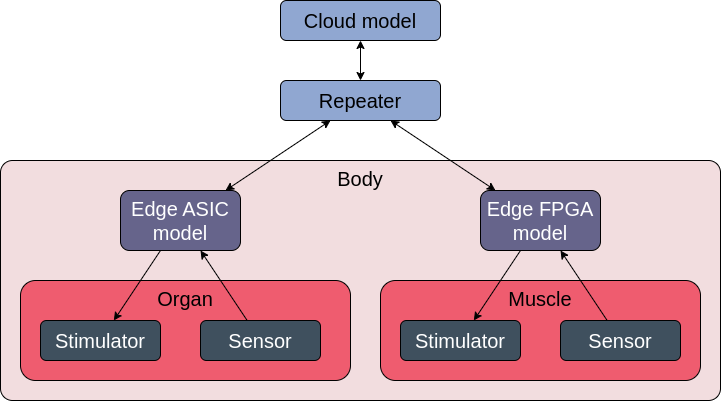 Cloud model
Repeater
Body
Edge ASIC
model
Edge FPGA
model
Organ
Stimulator
Sensor
Muscle
Stimulator
Sensor